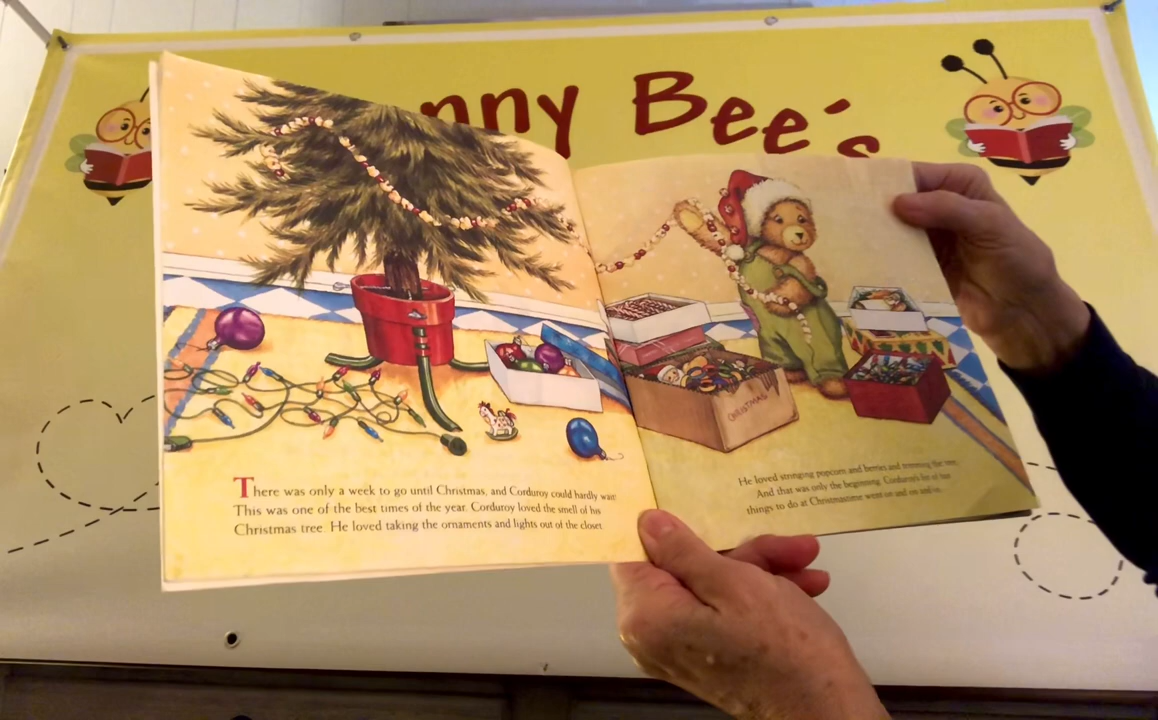 nny Bee's
There was only a week to go until Christmas, and Corduroy could hardly wait.
This was one of the best times of the year. Corduroy loved the smell of his
Christmas tree. He loved taking the ornaments and lights out of the closet.
CHRISTMAS
He loved stringing popcorn and berries and trimming the tree.
And that was only the beginning. Corduroy's list of fun
things to do at Christmastime went on and on and on.